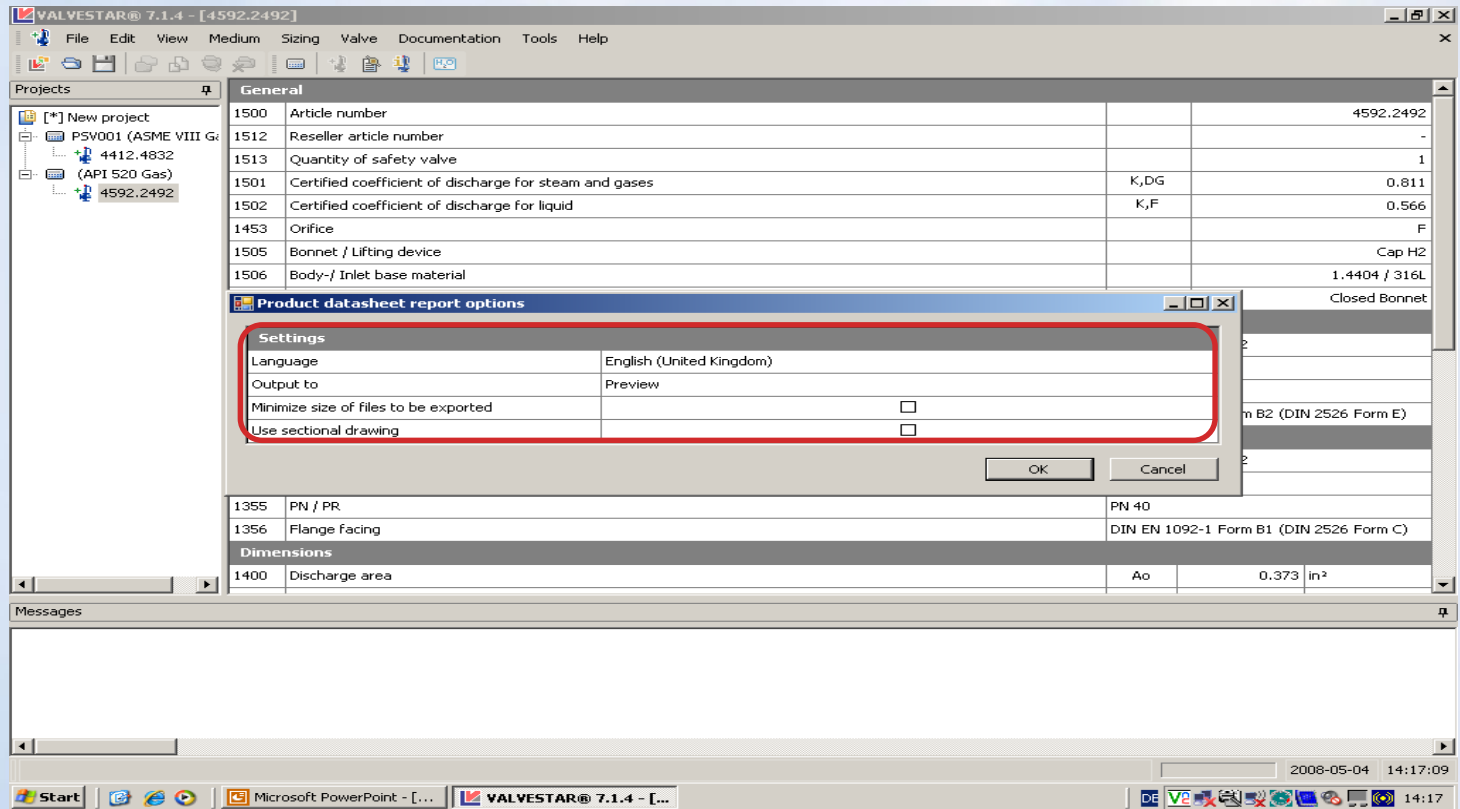 VALVESTAR® 7.1.4 - [4592.2492]
File Edit View Medium Sizing Valve Documentation Tools Help
H₂O
Projects
[*] New project
PSV001 (ASME VIII Ga
4412.4832
(API 520 Gas)
4592.2492
General
1500 Article number 4592.2492
1512 Reseller article number -
1513 Quantity of safety valve 1
1501 Certified coefficient of discharge for steam and gases K,DG 0.811
1502 Certified coefficient of discharge for liquid K,F 0.566
1453 Orifice F
1505 Bonnet / Lifting device Cap H2
1506 Body-/ Inlet base material 1.4404 / 316L
Closed Bonnet
Product datasheet report options
Settings
Language English (United Kingdom)
Output to Preview
Minimize size of files to be exported
Use sectional drawing
OK Cancel
2
m B2 (DIN 2526 Form E)
2
1355 PN / PR PN 40
1356 Flange facing DIN EN 1092-1 Form B1 (DIN 2526 Form C)
Dimensions
1400 Discharge area Ao 0.373 in²
Messages
2008-05-04 14:17:09
Start Microsoft PowerPoint - [... VALVESTAR® 7.1.4 - [... DE 14:17